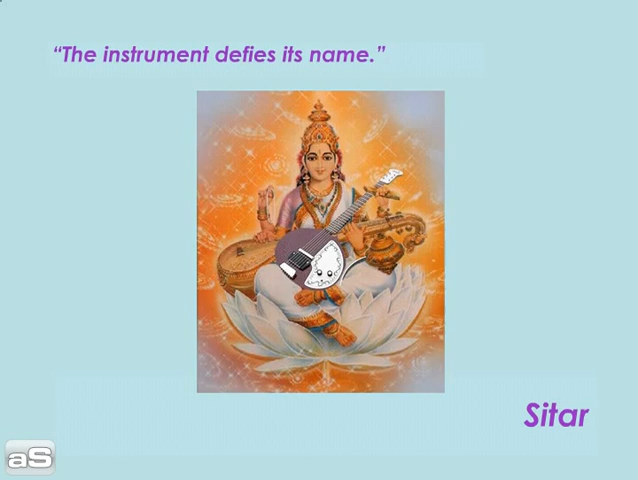 “The instrument defies its name.”
Sitar
aS